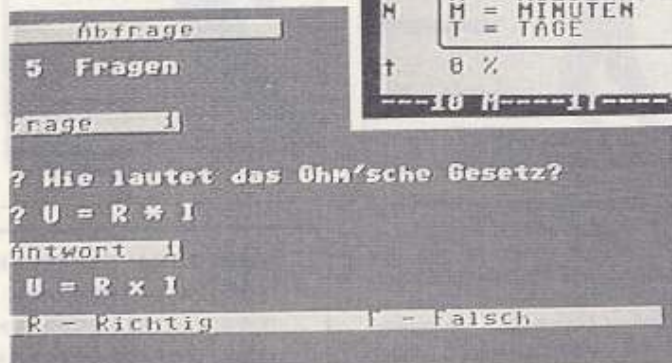 Abfrage
5 Fragen
Frage 1
? Wie lautet das Ohm'sche Gesetz?
? U = R * I
Antwort 1
U = R x I
R - Richtig F - Falsch
N M = MINUTEN
T = TAGE
↑ 0 %
---10 M----1T----